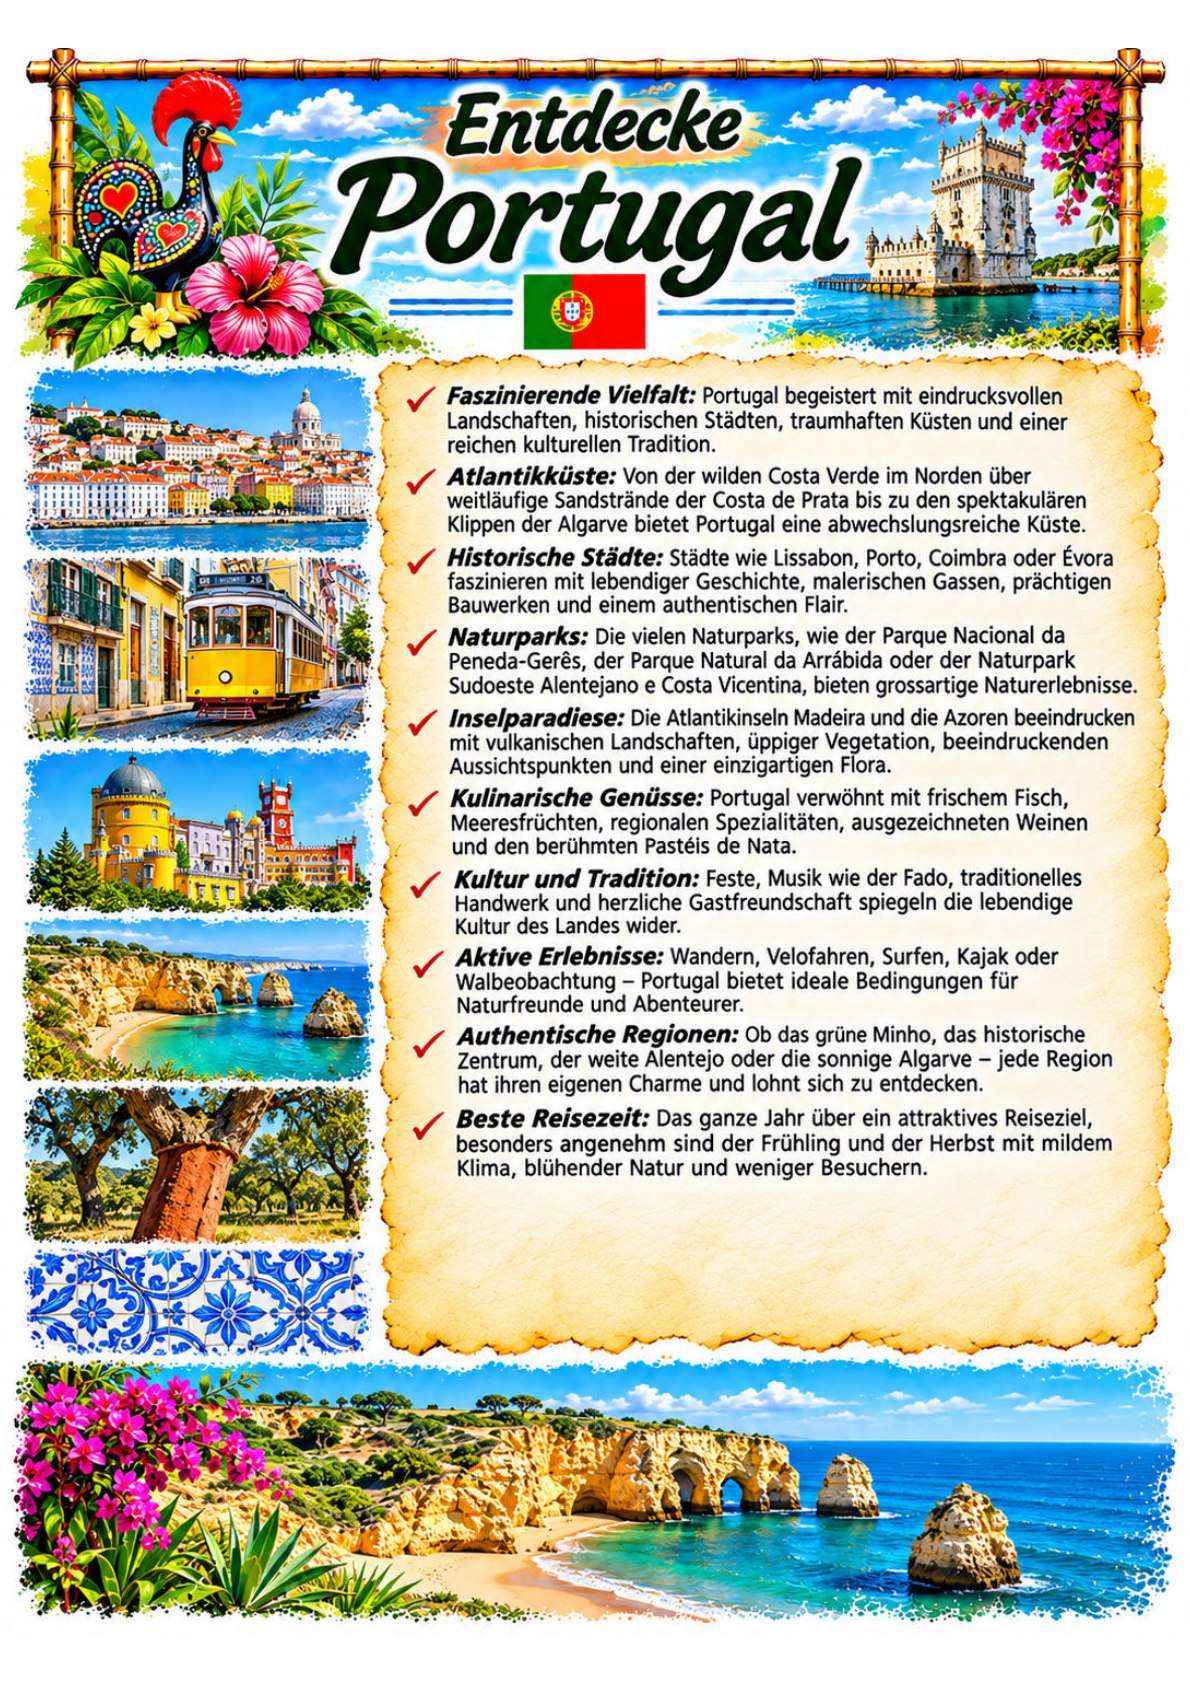 Entdecke
Portugal
✓ Faszinierende Vielfalt: Portugal begeistert mit eindrucksvollen
Landschaften, historischen Städten, traumhaften Küsten und einer
reichen kulturellen Tradition.
✓ Atlantikküste: Von der wilden Costa Verde im Norden über
weitläufige Sandstrände der Costa de Prata bis zu den spektakulären
Klippen der Algarve bietet Portugal eine abwechslungsreiche Küste.
✓ Historische Städte: Städte wie Lissabon, Porto, Coimbra oder Évora
faszinieren mit lebendiger Geschichte, malerischen Gassen, prächtigen
Bauwerken und einem authentischen Flair.
✓ Naturparks: Die vielen Naturparks, wie der Parque Nacional da
Peneda-Gerês, der Parque Natural da Arrábida oder der Naturpark
Sudoeste Alentejano e Costa Vicentina, bieten grossartige Naturerlebnisse.
✓ Inselparadiese: Die Atlantikinseln Madeira und die Azoren beeindrucken
mit vulkanischen Landschaften, üppiger Vegetation, beeindruckenden
Aussichtspunkten und einer einzigartigen Flora.
✓ Kulinarische Genüsse: Portugal verwöhnt mit frischem Fisch,
Meeresfrüchten, regionalen Spezialitäten, ausgezeichneten Weinen
und den berühmten Pastéis de Nata.
✓ Kultur und Tradition: Feste, Musik wie der Fado, traditionelles
Handwerk und herzliche Gastfreundschaft spiegeln die lebendige
Kultur des Landes wider.
✓ Aktive Erlebnisse: Wandern, Velofahren, Surfen, Kajak oder
Walbeobachtung – Portugal bietet ideale Bedingungen für
Naturfreunde und Abenteurer.
✓ Authentische Regionen: Ob das grüne Minho, das historische
Zentrum, der weite Alentejo oder die sonnige Algarve – jede Region
hat ihren eigenen Charme und lohnt sich zu entdecken.
✓ Beste Reisezeit: Das ganze Jahr über ein attraktives Reiseziel,
besonders angenehm sind der Frühling und der Herbst mit mildem
Klima, blühender Natur und weniger Besuchern.